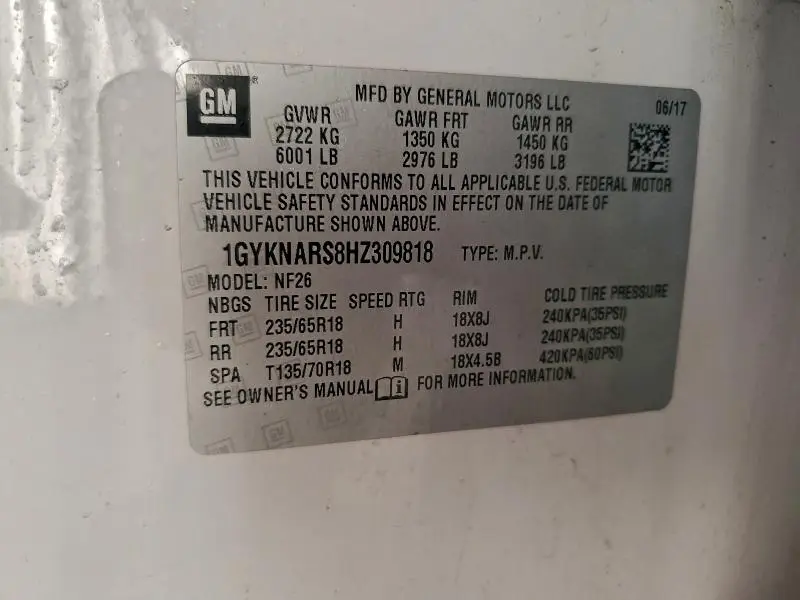 GM
MFD BY GENERAL MOTORS LLC 06/17
GVWR GAWR FRT GAWR RR
2722 KG 1350 KG 1450 KG
6001 LB 2976 LB 3196 LB
THIS VEHICLE CONFORMS TO ALL APPLICABLE U.S. FEDERAL MOTOR
VEHICLE SAFETY STANDARDS IN EFFECT ON THE DATE OF
MANUFACTURE SHOWN ABOVE.
1GYKNARS8HZ309818 TYPE: M.P.V.
MODEL: NF26
NBGS TIRE SIZE SPEED RTG RIM COLD TIRE PRESSURE
FRT 235/65R18 H 18X8J 240KPA(35PSI)
RR 235/65R18 H 18X8J 240KPA(35PSI)
SPA T135/70R18 M 18X4.5B 420KPA(60PSI)
SEE OWNER'S MANUAL FOR MORE INFORMATION.